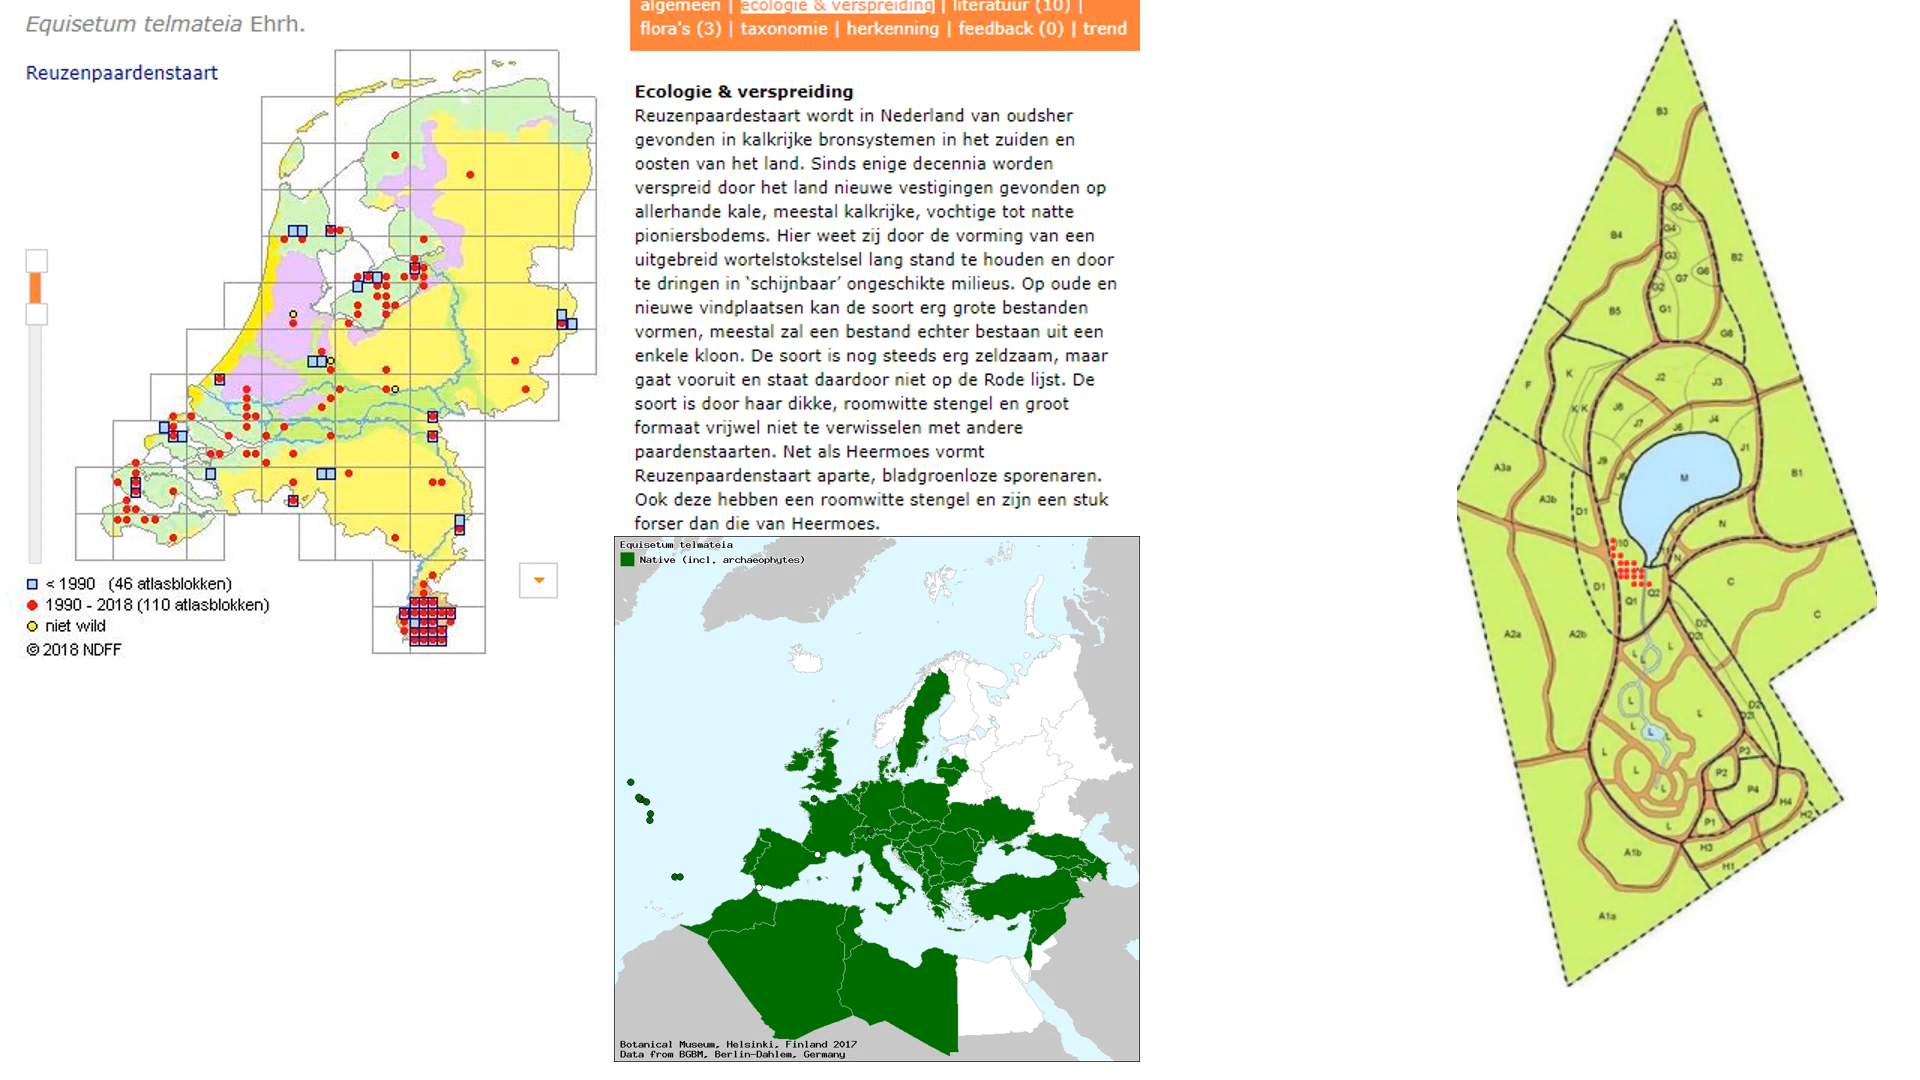 Equisetum telmateia Ehrh.
Reuzenpaardenstaart
< 1990 (46 atlasblokken)
1990 - 2018 (110 atlasblokken)
niet wild
© 2018 NDFF
algemeen | ecologie & verspreiding | literatuur (10) |
flora's (3) | taxonomie | herkenning | feedback (0) | trend
Ecologie & verspreiding
Reuzenpaardestaart wordt in Nederland van oudsher
gevonden in kalkrijke bronsystemen in het zuiden en
oosten van het land. Sinds enige decennia worden
verspreid door het land nieuwe vestigingen gevonden op
allerhande kale, meestal kalkrijke, vochtige tot natte
pioniersbodems. Hier weet zij door de vorming van een
uitgebreid wortelstokstelsel lang stand te houden en door
te dringen in ‘schijnbaar’ ongeschikte milieus. Op oude en
nieuwe vindplaatsen kan de soort erg grote bestanden
vormen, meestal zal een bestand echter bestaan uit een
enkele kloon. De soort is nog steeds erg zeldzaam, maar
gaat vooruit en staat daardoor niet op de Rode lijst. De
soort is door haar dikke, roomwitte stengel en groot
formaat vrijwel niet te verwisselen met andere
paardenstaarten. Net als Heermoes vormt
Reuzenpaardenstaart aparte, bladgroenloze sporenaren.
Ook deze hebben een roomwitte stengel en zijn een stuk
forser dan die van Heermoes.
Equisetum telmateia
Native (incl. archaeophytes)
Botanical Museum, Helsinki, Finland 2017
Data from BGBM, Berlin-Dahlem, Germany
B3
G5
B4
G4
G3
B2
G6
G7
G2
B5
G1
G8
K
J2
J3
F
K K
J8
J4
J7
J6
J1
J9
A3a
B1
M
A3b
D1
N
N
C
D1
Q2
Q1
C
D2
A2a
A2b
D2l
L
L
L
D2
L
D2l
L
L
L
L
P3
L
P2
L
P4
H4
H2
P1
L
H3
A1b
H1
A1a